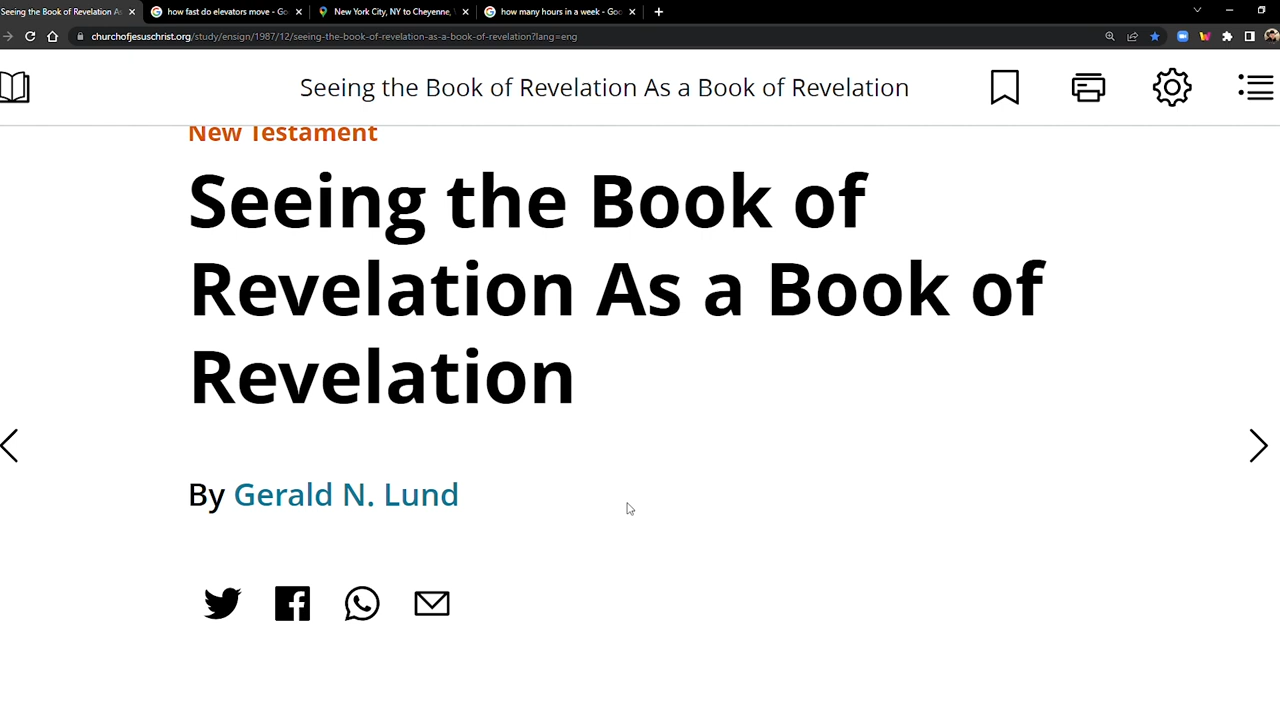 Seeing the Book of Revelation As
how fast do elevators move - Go
New York City, NY to Cheyenne,
how many hours in a week - Goo
churchofjesuschrist.org/study/ensign/1987/12/seeing-the-book-of-revelation-as-a-book-of-revelation?lang=eng
Seeing the Book of Revelation As a Book of Revelation
New Testament
Seeing the Book of
Revelation As a Book of
Revelation
By Gerald N. Lund